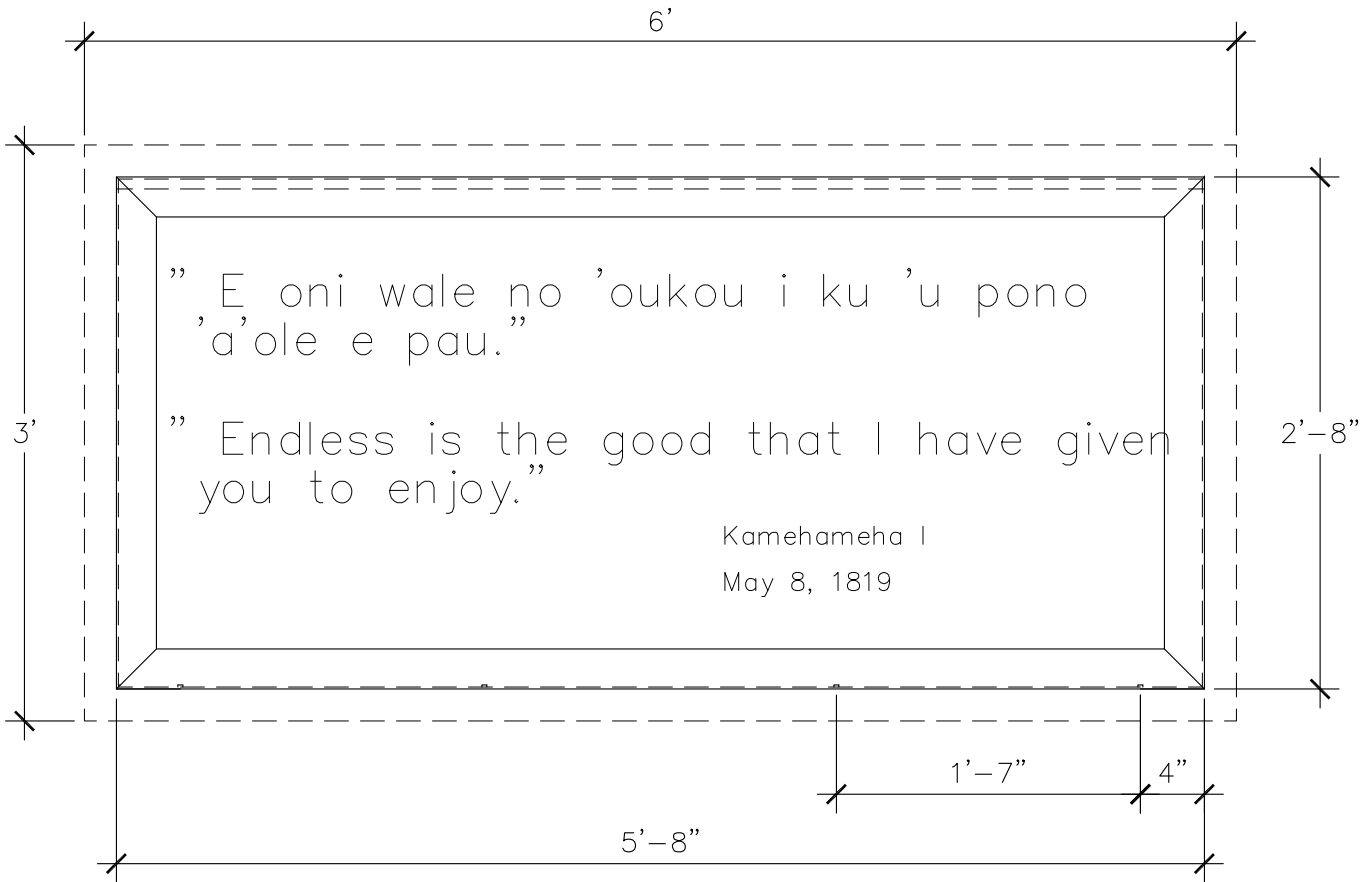 6'
” E oni wale no 'oukou i ku 'u pono
'a'ole e pau.”
3'
2'-8”
” Endless is the good that I have given
you to enjoy.”
Kamehameha I
May 8, 1819
1'-7”
4”
5'-8”